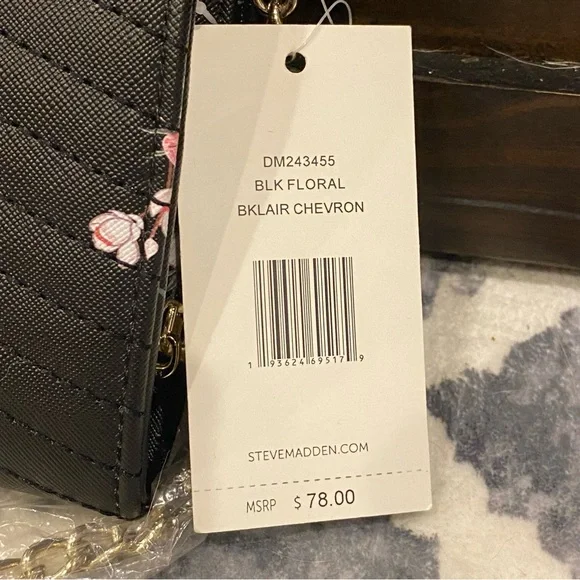 DM243455
BLK FLORAL
BKLAIR CHEVRON
1 93624 69517 9
STEVEMADDEN.COM
MSRP $ 78.00